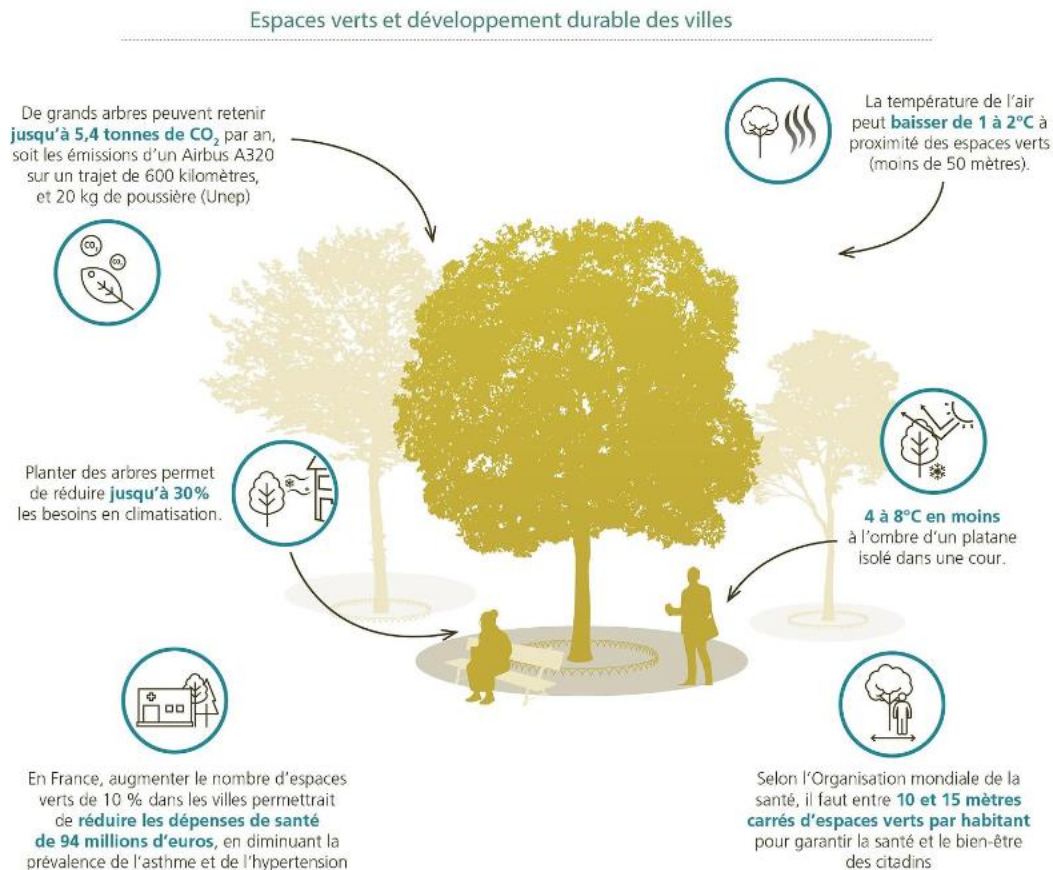 Espaces verts et développement durable des villes
De grands arbres peuvent retenir
jusqu'à 5,4 tonnes de CO₂ par an,
soit les émissions d'un Airbus A320
sur un trajet de 600 kilomètres,
et 20 kg de poussière (Unep)
CO₂
CO₂
La température de l'air
peut baisser de 1 à 2°C à
proximité des espaces verts
(moins de 50 mètres).
Planter des arbres permet
de réduire jusqu'à 30%
les besoins en climatisation.
4 à 8°C en moins
à l'ombre d'un platane
isolé dans une cour.
En France, augmenter le nombre d'espaces
verts de 10 % dans les villes permettrait
de réduire les dépenses de santé
de 94 millions d'euros, en diminuant la
prévalence de l'asthme et de l'hypertension
Selon l'Organisation mondiale de la
santé, il faut entre 10 et 15 mètres
carrés d'espaces verts par habitant
pour garantir la santé et le bien-être
des citadins